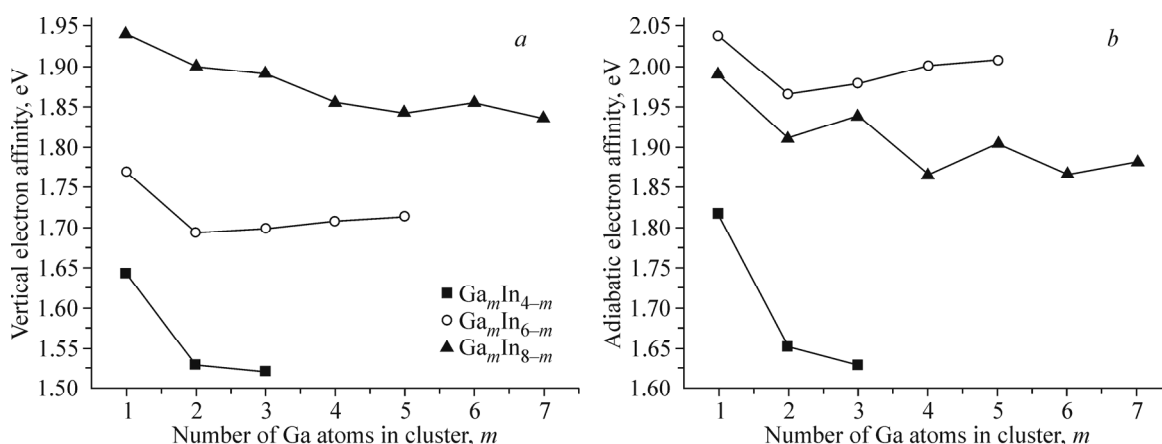 Vertical electron affinity, eV
1.95
1.90
1.85
1.80
1.75
1.70
1.65
1.60
1.55
1.50
a
GamIn4–m
GamIn6–m
GamIn8–m
1 2 3 4 5 6 7
Number of Ga atoms in cluster, m
Adiabatic electron affinity, eV
2.05
2.00
1.95
1.90
1.85
1.80
1.75
1.70
1.65
1.60
b
1 2 3 4 5 6 7
Number of Ga atoms in cluster, m